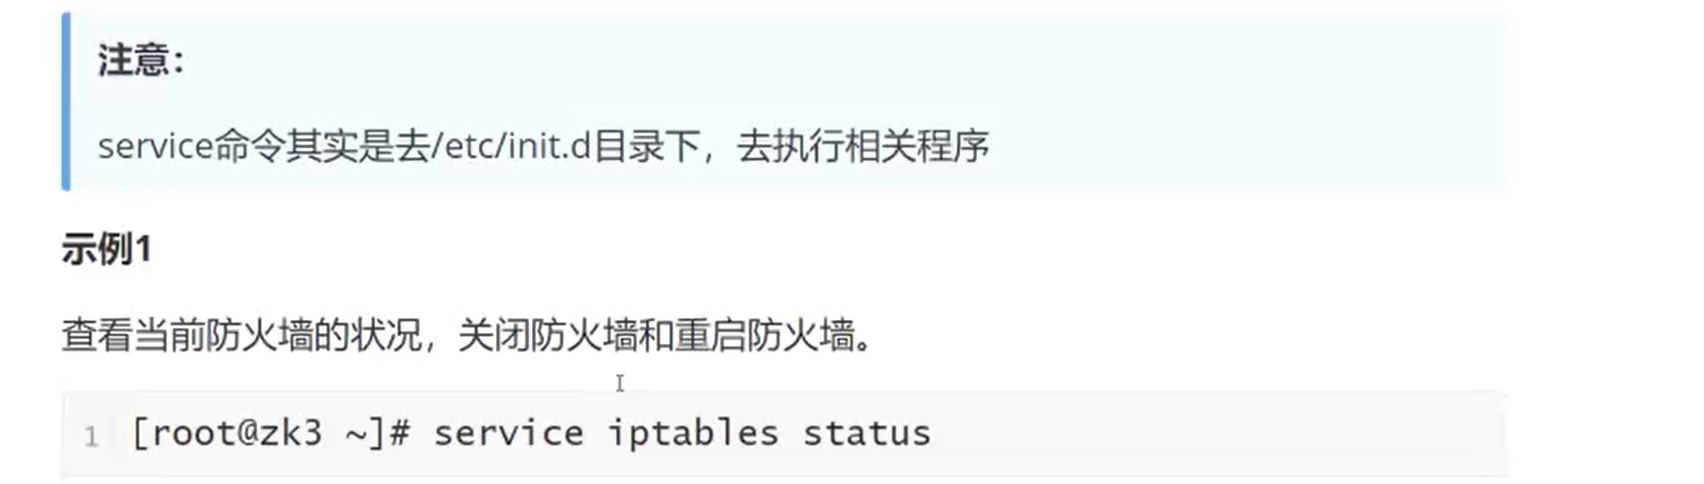 注意：
service命令其实是去/etc/init.d目录下，去执行相关程序
示例1
查看当前防火墙的状况，关闭防火墙和重启防火墙。
1 [root@zk3 ~]# service iptables status